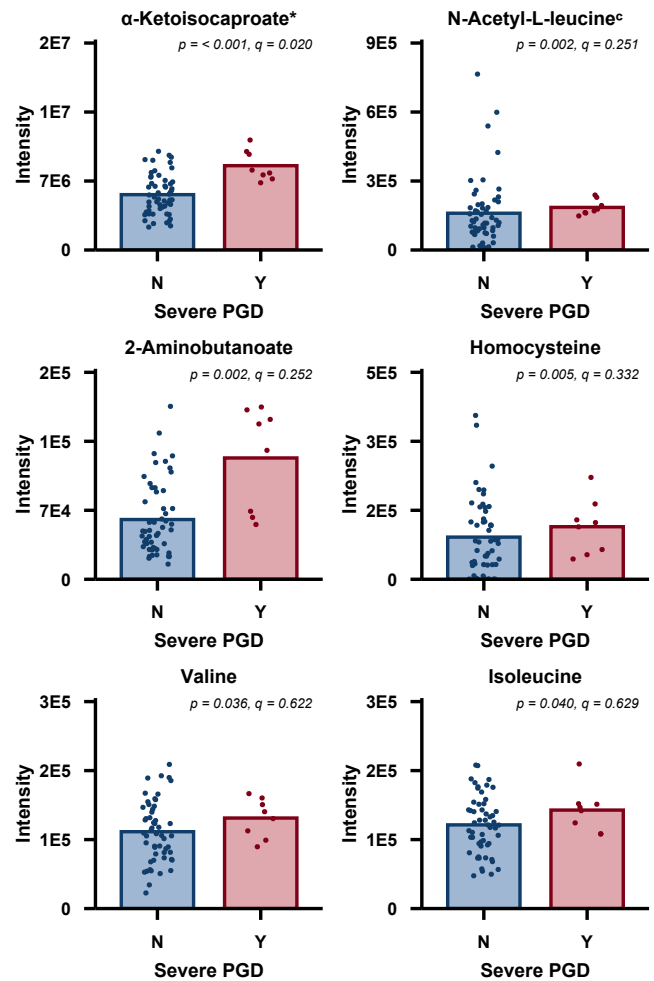 α-Ketoisocaproate*
p = < 0.001, q = 0.020
2E7
1E7
7E6
0
Intensity
N
Y
Severe PGD
N-Acetyl-L-leucineᶜ
p = 0.002, q = 0.251
9E5
6E5
3E5
0
Intensity
N
Y
Severe PGD
2-Aminobutanoate
p = 0.002, q = 0.252
2E5
1E5
7E4
0
Intensity
N
Y
Severe PGD
Homocysteine
p = 0.005, q = 0.332
5E5
3E5
2E5
0
Intensity
N
Y
Severe PGD
Valine
p = 0.036, q = 0.622
3E5
2E5
1E5
0
Intensity
N
Y
Severe PGD
Isoleucine
p = 0.040, q = 0.629
3E5
2E5
1E5
0
Intensity
N
Y
Severe PGD